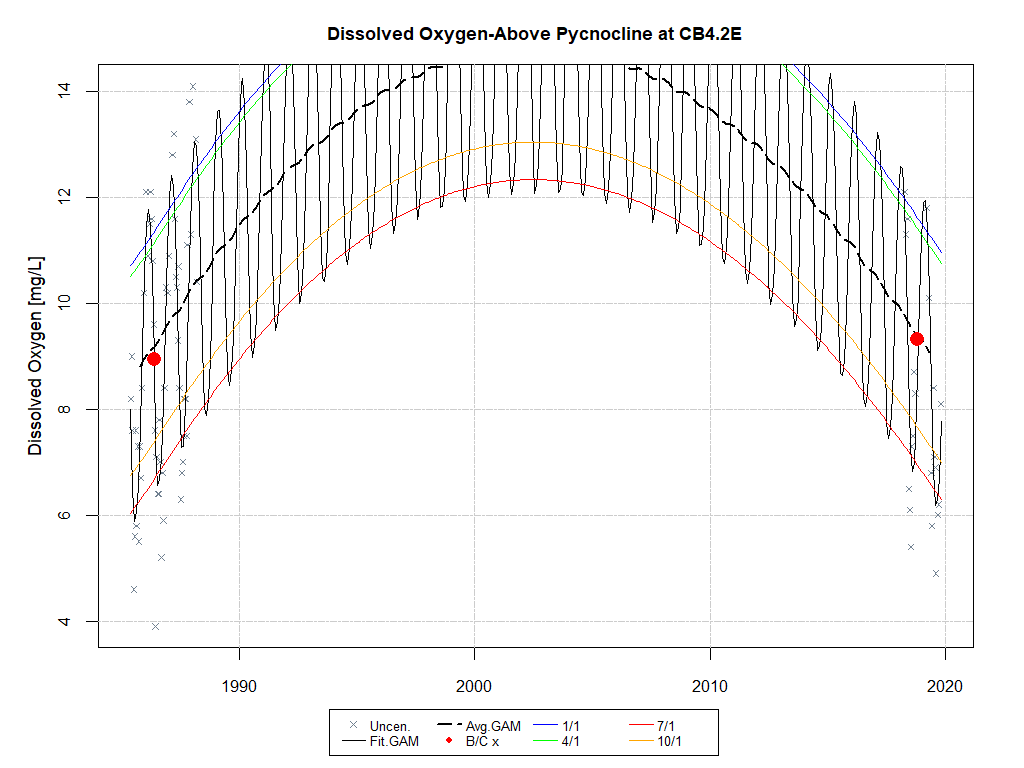 Dissolved Oxygen-Above Pycnocline at CB4.2E
Dissolved Oxygen [mg/L]
14
12
10
8
6
4
1990 2000 2010 2020
Uncen. Avg.GAM 1/1 7/1
Fit.GAM B/C x 4/1 10/1